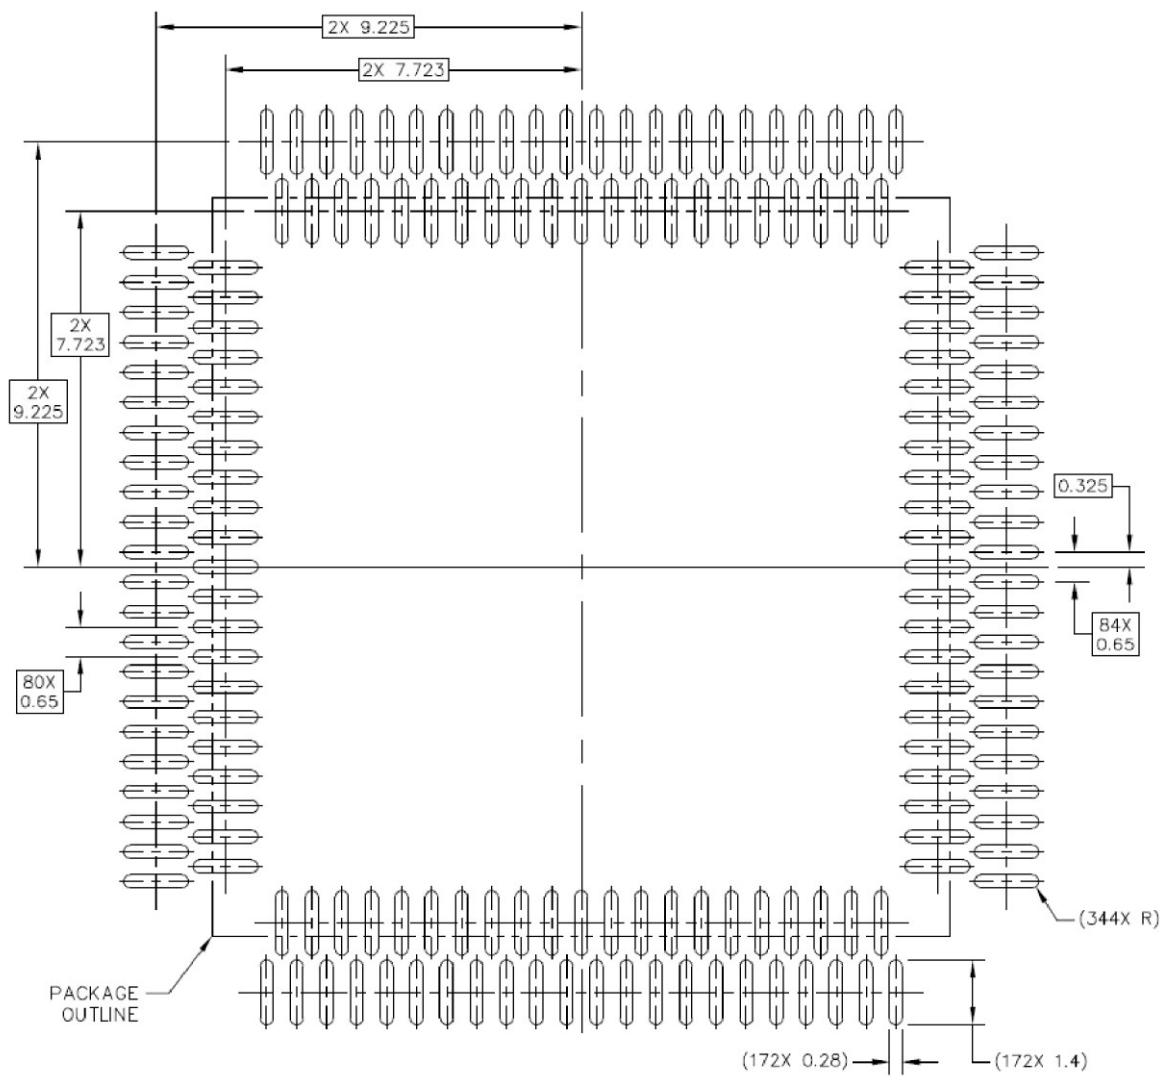 2X 9.225
2X 7.723
2X
7.723
2X
9.225
0.325
84X
0.65
80X
0.65
(344X R)
PACKAGE
OUTLINE
(172X 0.28)
(172X 1.4)